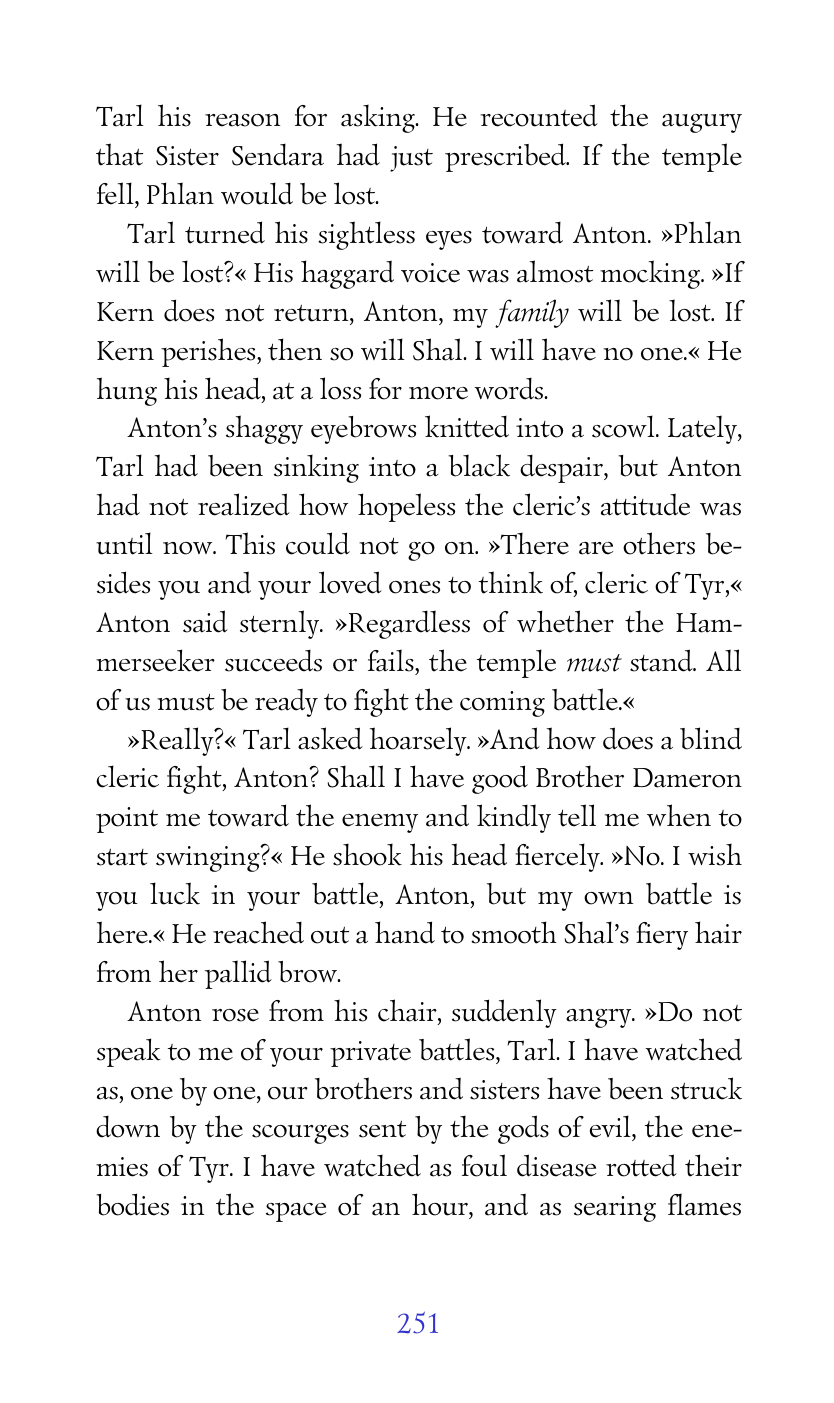 Tarl his reason for asking. He recounted the augury
that Sister Sendara had just prescribed. If the temple
fell, Phlan would be lost.
Tarl turned his sightless eyes toward Anton. »Phlan
will be lost?« His haggard voice was almost mocking. »If
Kern does not return, Anton, my family will be lost. If
Kern perishes, then so will Shal. I will have no one.« He
hung his head, at a loss for more words.
Anton’s shaggy eyebrows knitted into a scowl. Lately,
Tarl had been sinking into a black despair, but Anton
had not realized how hopeless the cleric’s attitude was
until now. This could not go on. »There are others be-
sides you and your loved ones to think of, cleric of Tyr,«
Anton said sternly. »Regardless of whether the Ham-
merseeker succeeds or fails, the temple must stand. All
of us must be ready to fight the coming battle.«
»Really?« Tarl asked hoarsely. »And how does a blind
cleric fight, Anton? Shall I have good Brother Dameron
point me toward the enemy and kindly tell me when to
start swinging?« He shook his head fiercely. »No. I wish
you luck in your battle, Anton, but my own battle is
here.« He reached out a hand to smooth Shal’s fiery hair
from her pallid brow.
Anton rose from his chair, suddenly angry. »Do not
speak to me of your private battles, Tarl. I have watched
as, one by one, our brothers and sisters have been struck
down by the scourges sent by the gods of evil, the ene-
mies of Tyr. I have watched as foul disease rotted their
bodies in the space of an hour, and as searing flames
251